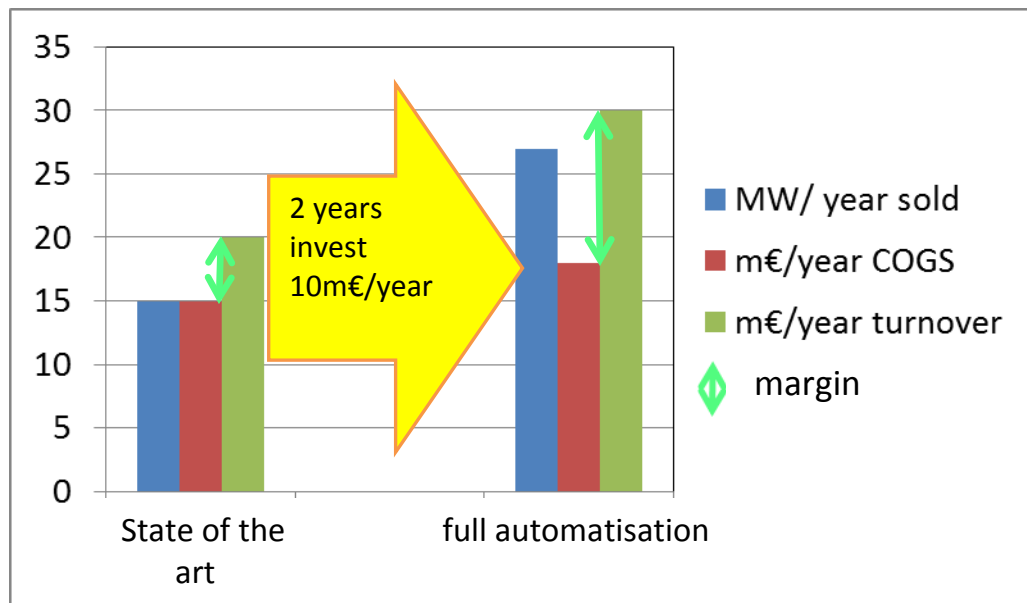 35
30
25
20
15
10
5
0
2 years
invest
10m€/year
State of the
art
full automatisation
MW/ year sold
m€/year COGS
m€/year turnover
margin